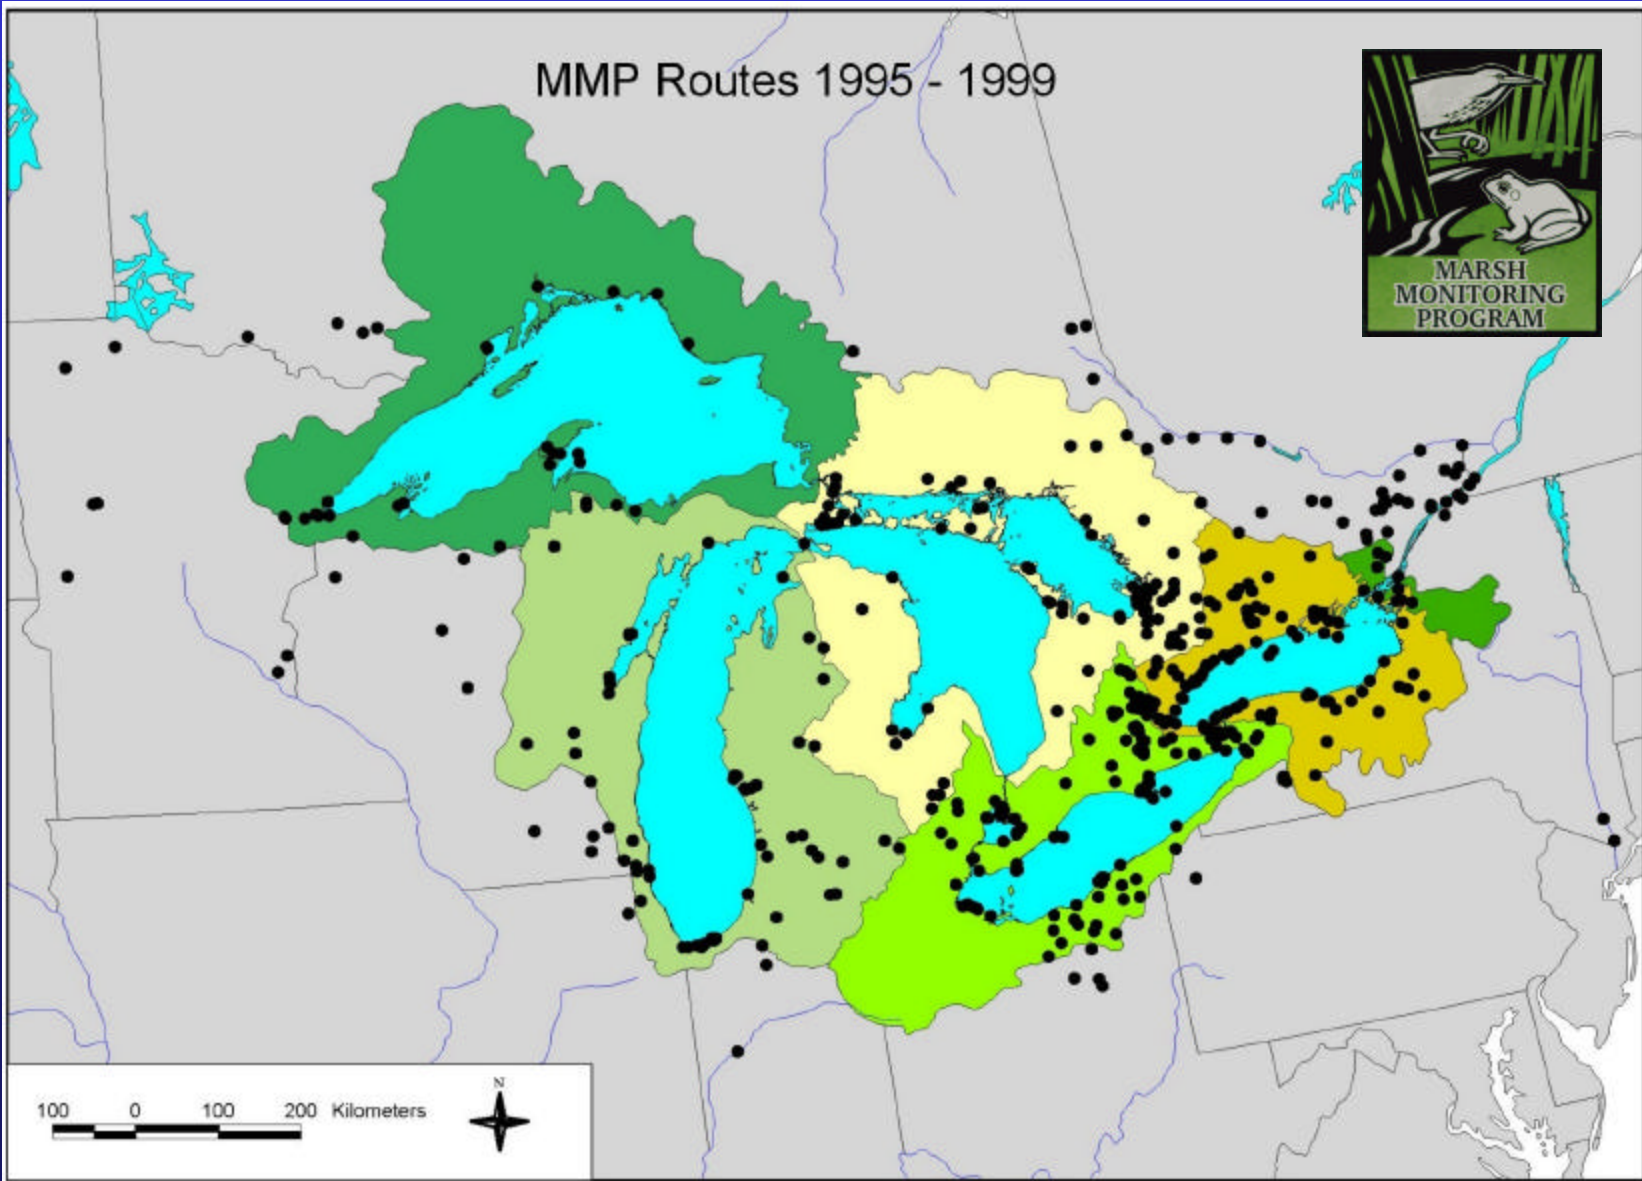 MMP Routes 1995 - 1999
MARSH
MONITORING
PROGRAM
N
100 0 100 200 Kilometers